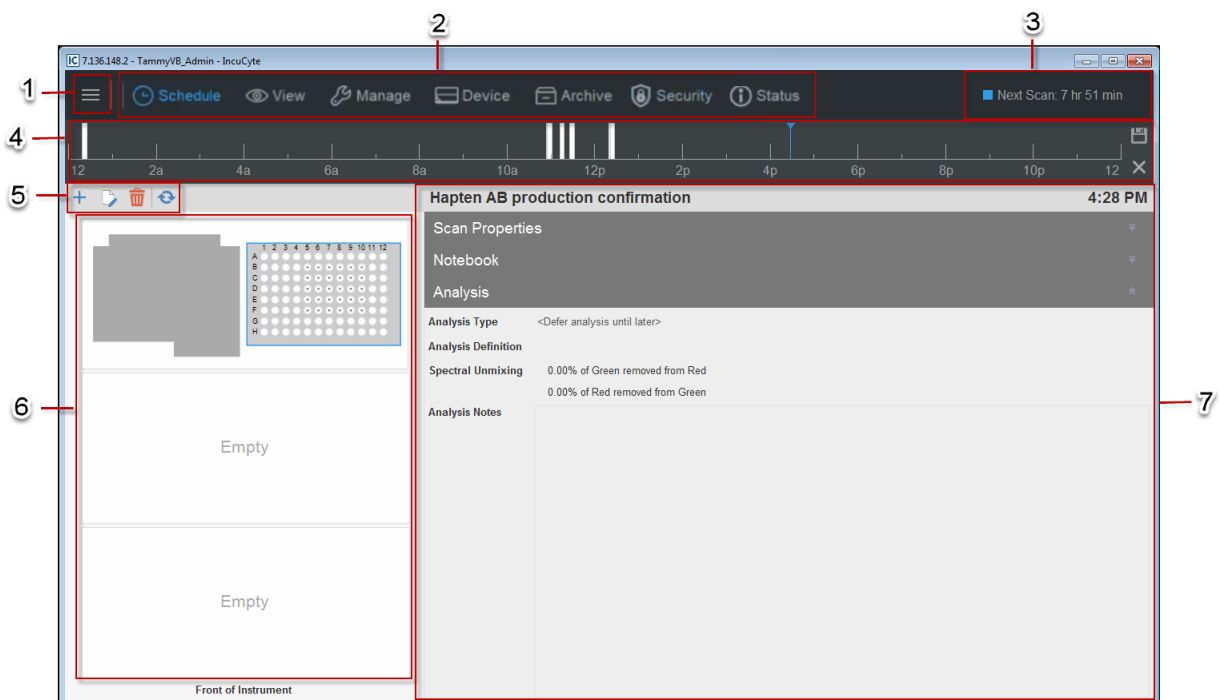 2
3
IC 7.136.148.2 - TammyVB_Admin - IncuCyte
1
Schedule View Manage Device Archive Security Status
Next Scan: 7 hr 51 min
4
12 2a 4a 6a 8a 10a 12p 2p 4p 6p 8p 10p 12
5
Hapten AB production confirmation 4:28 PM
Scan Properties
Notebook
Analysis
1 2 3 4 5 6 7 8 9 10 11 12
A
B
C
D
E
F
G
H
Analysis Type <Defer analysis until later>
Analysis Definition
Spectral Unmixing 0.00% of Green removed from Red
0.00% of Red removed from Green
Analysis Notes
6
7
Empty
Empty
Front of Instrument